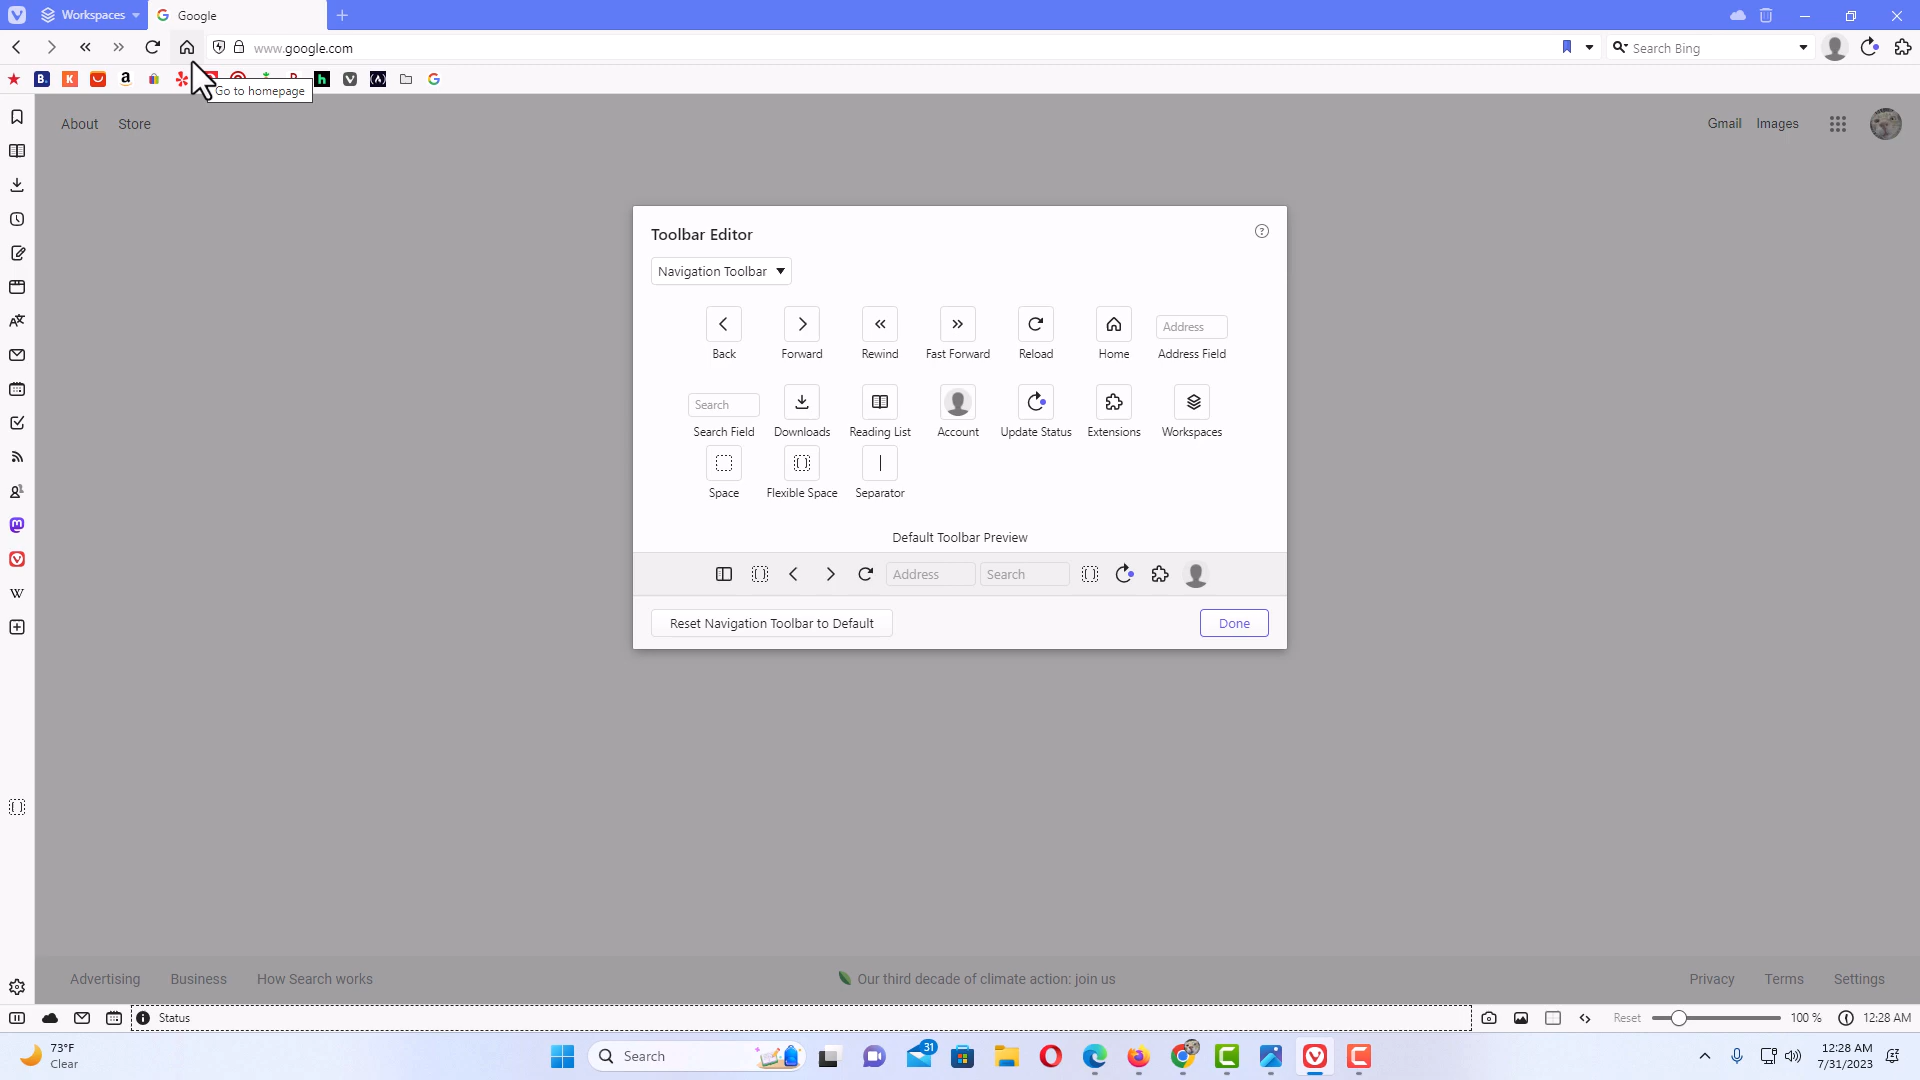 Workspaces
Google
www.google.com
Search Bing
Go to homepage
About Store
Gmail Images
Toolbar Editor
Navigation Toolbar
Back Forward Rewind Fast Forward Reload Home Address Address Field
Search
Search Field Downloads Reading List Account Update Status Extensions Workspaces
Space Flexible Space Separator
Default Toolbar Preview
Address Search
Reset Navigation Toolbar to Default Done
Advertising Business How Search works
Our third decade of climate action: join us
Privacy Terms Settings
Status
Reset 100 % 12:28 AM
73°F
Clear
Search
31
12:28 AM
7/31/2023